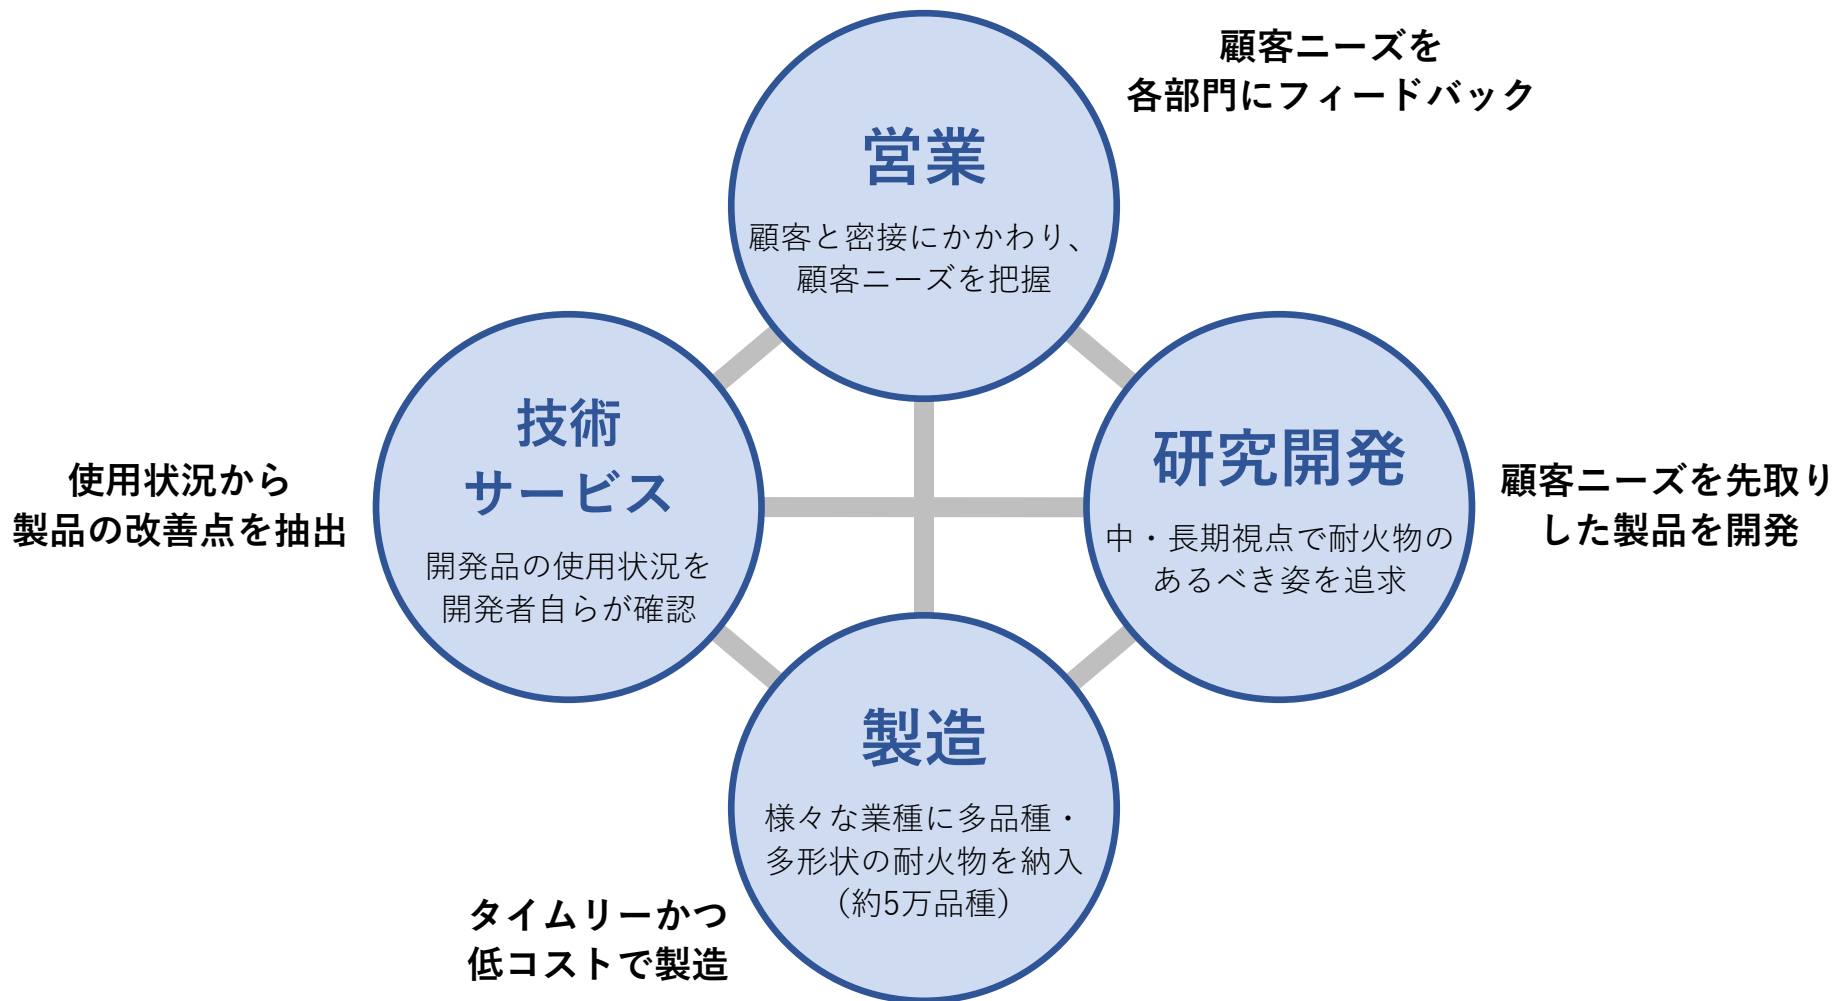 顧客ニーズを
各部門にフィードバック
営業
顧客と密接にかかわり、
顧客ニーズを把握
技術
サービス
開発品の使用状況を
開発者自らが確認
使用状況から
製品の改善点を抽出
研究開発
中・長期視点で耐火物の
あるべき姿を追求
顧客ニーズを先取り
した製品を開発
製造
様々な業種に多品種・
多形状の耐火物を納入
(約5万品種)
タイムリーかつ
低コストで製造